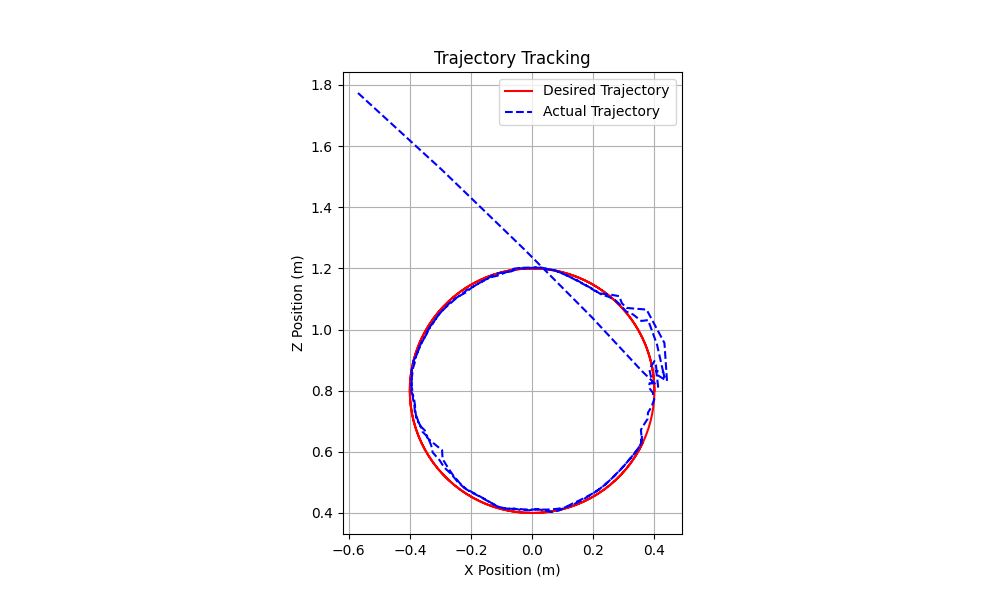 Trajectory Tracking
Desired Trajectory
Actual Trajectory
Z Position (m)
1.8
1.6
1.4
1.2
1.0
0.8
0.6
0.4
−0.6 −0.4 −0.2 0.0 0.2 0.4
X Position (m)